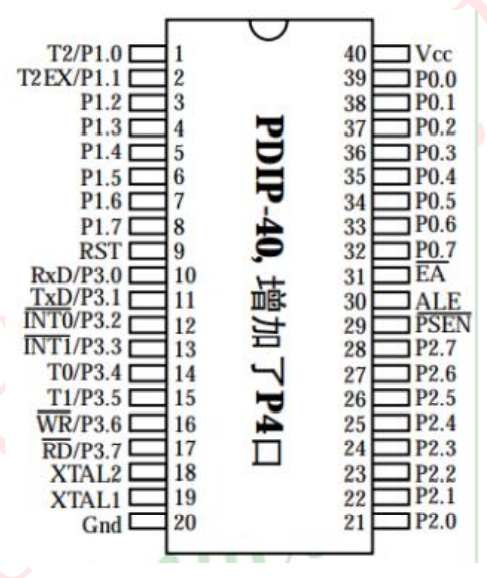 T2/P1.0 1 40 Vcc
T2EX/P1.1 2 39 P0.0
P1.2 3 38 P0.1
P1.3 4 37 P0.2
P1.4 5 36 P0.3
P1.5 6 35 P0.4
P1.6 7 34 P0.5
P1.7 8 33 P0.6
RST 9 32 P0.7
RxD/P3.0 10 31 EA
TxD/P3.1 11 30 ALE
INT0/P3.2 12 29 PSEN
INT1/P3.3 13 28 P2.7
T0/P3.4 14 27 P2.6
T1/P3.5 15 26 P2.5
WR/P3.6 16 25 P2.4
RD/P3.7 17 24 P2.3
XTAL2 18 23 P2.2
XTAL1 19 22 P2.1
Gnd 20 21 P2.0
PDIP-40, 增加了P4口